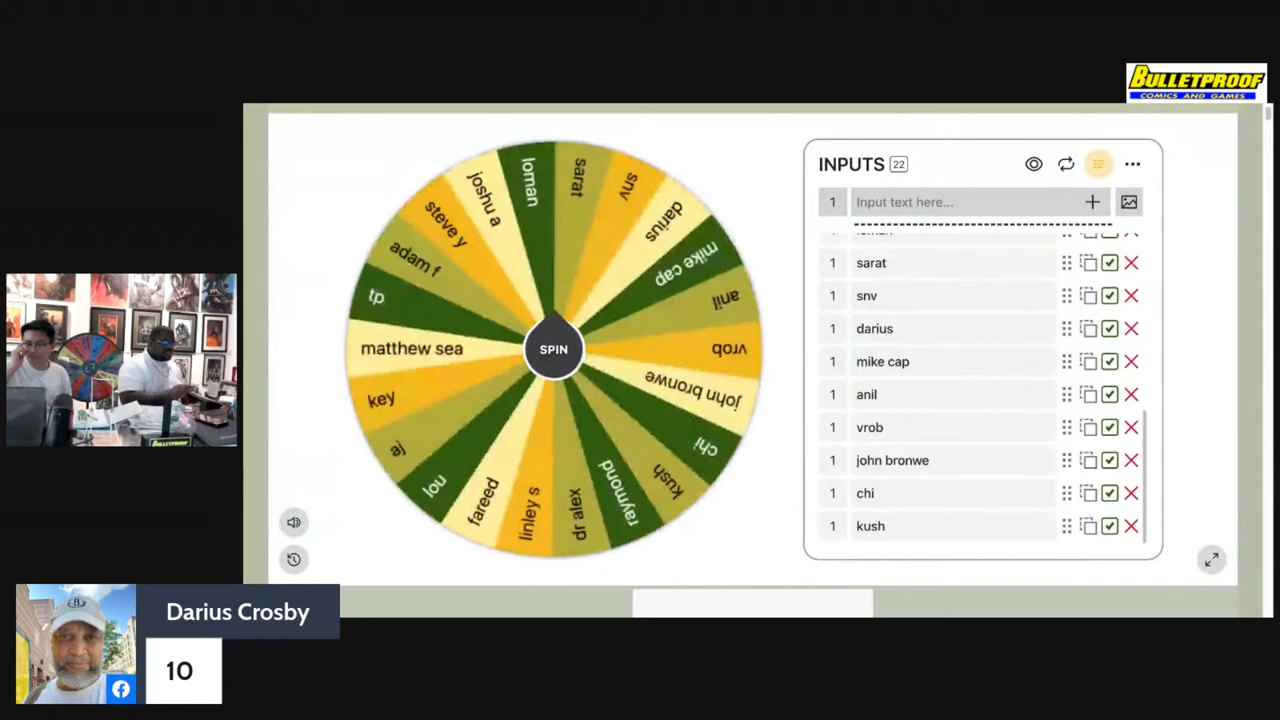 BULLETPROOF
COMICS AND GAMES
INPUTS 22
1 Input text here...
1 sarat
1 snv
1 darius
1 mike cap
1 anil
1 vrob
1 john bronwe
1 chi
1 kush
loman
sarat
snv
darius
mike cap
anil
vrob
john bronwe
chi
kush
raymond
dr alex
linley s
fareed
lou
aj
key
matthew sea
tp
adam f
steve y
joshu a
SPIN
BULLETPROOF
Darius Crosby
10